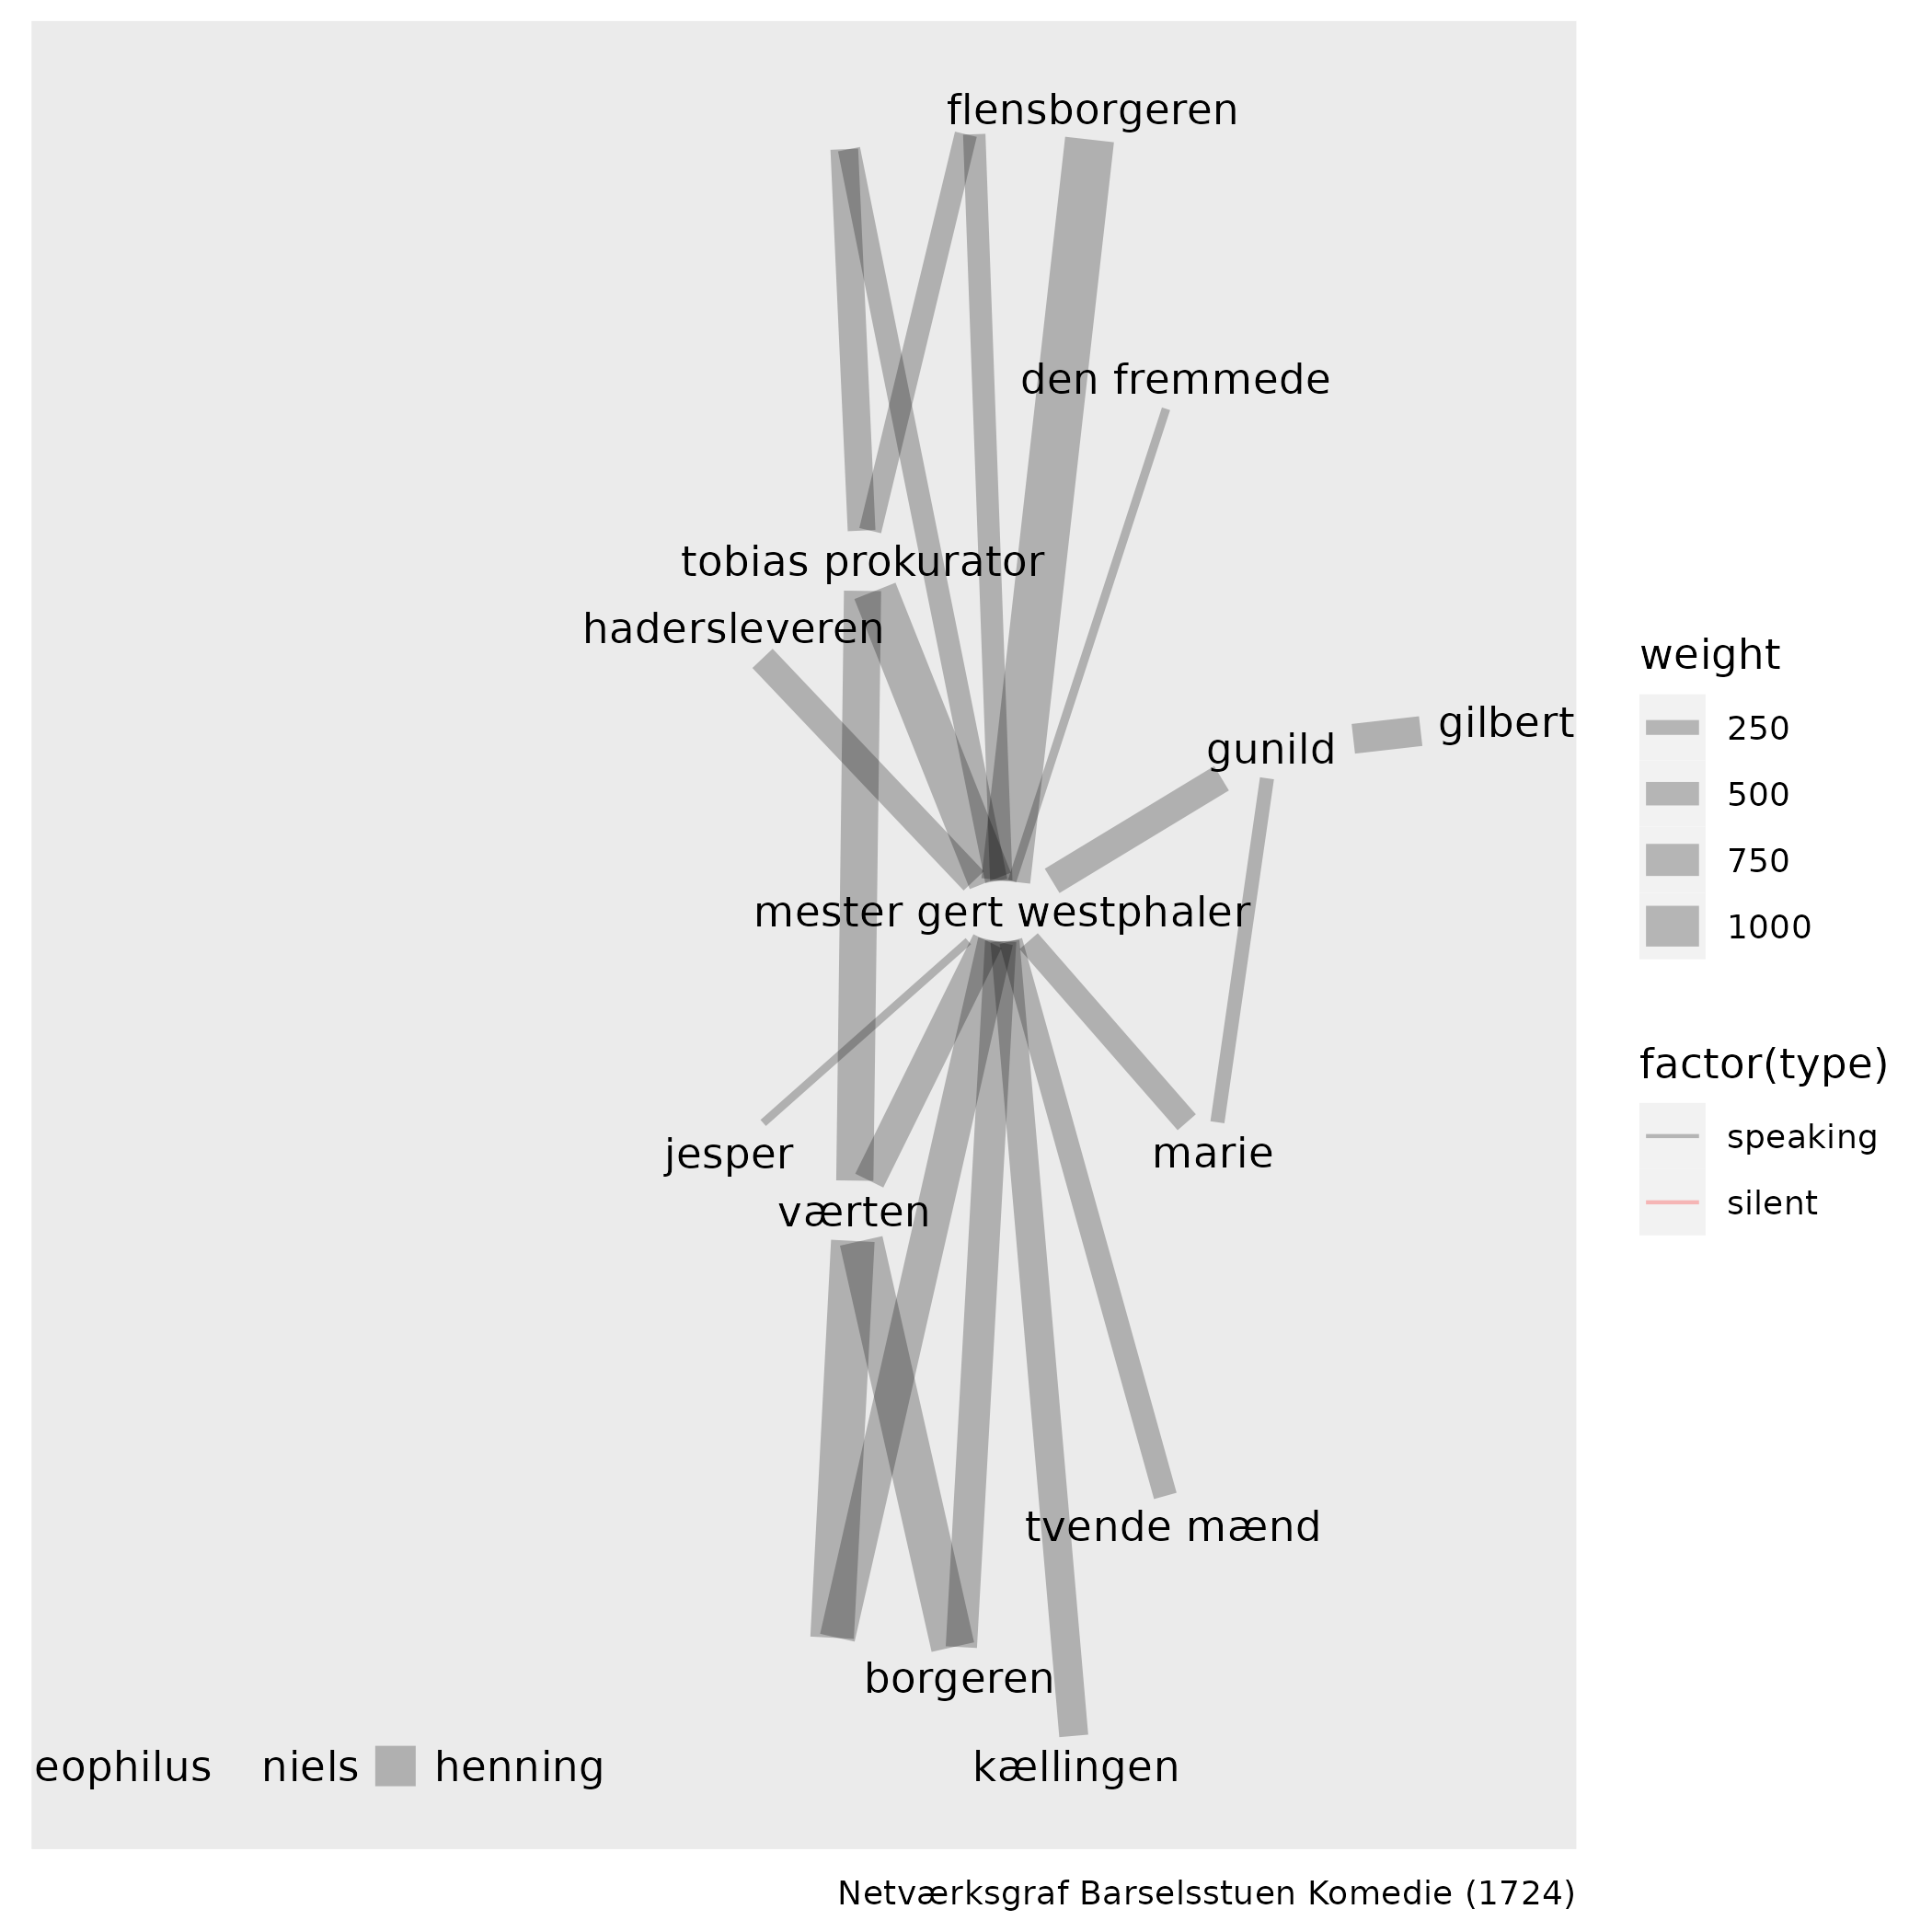 flensborgeren
den fremmede
tobias prokurator
hadersleveren
gilbert
gunild
mester gert westphaler
jesper
marie
værten
tvende mænd
borgeren
eophilus niels henning
kællingen
weight
250
500
750
1000
factor(type)
speaking
silent
Netværksgraf Barselsstuen Komedie (1724)